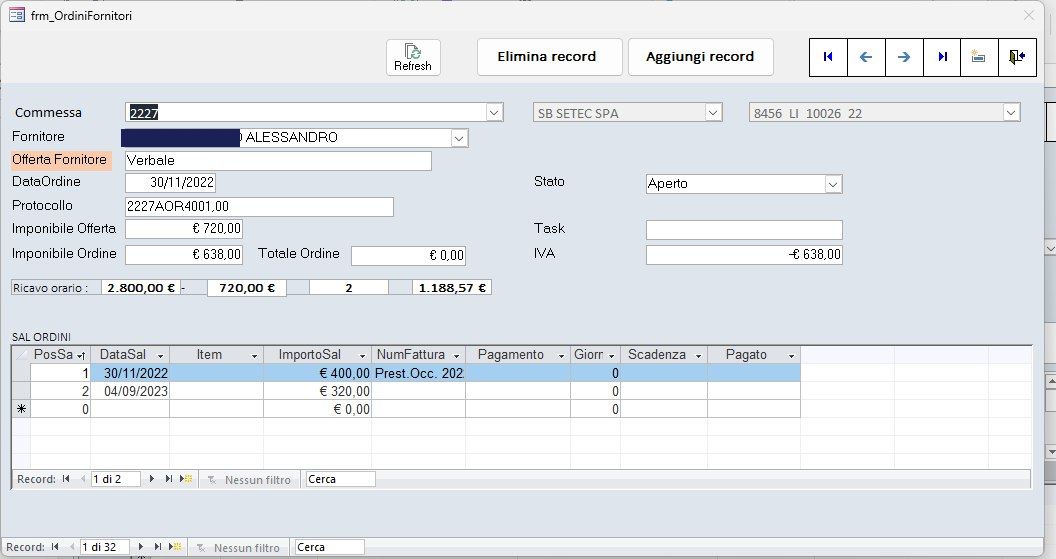 frm_OrdiniFornitori
Refresh
Elimina record
Aggiungi record
Commessa 2227 SB SETEC SPA 8456 LI 10026 22
Fornitore ALESSANDRO
Offerta Fornitore Verbale
DataOrdine 30/11/2022 Stato Aperto
Protocollo 2227AOR4001,00
Imponibile Offerta € 720,00 Task
Imponibile Ordine € 638,00 Totale Ordine € 0,00 IVA -€ 638,00
Ricavo orario : 2.800,00 € - 720,00 € 2 1.188,57 €
SAL ORDINI
PosSa DataSal Item ImportoSal NumFattura Pagamento Giorn Scadenza Pagato
1 30/11/2022 € 400,00 Prest.Occ. 202 0
2 04/09/2023 € 320,00 0
0 € 0,00 0
Record: 1 di 2 Nessun filtro Cerca
Record: 1 di 32 Nessun filtro Cerca